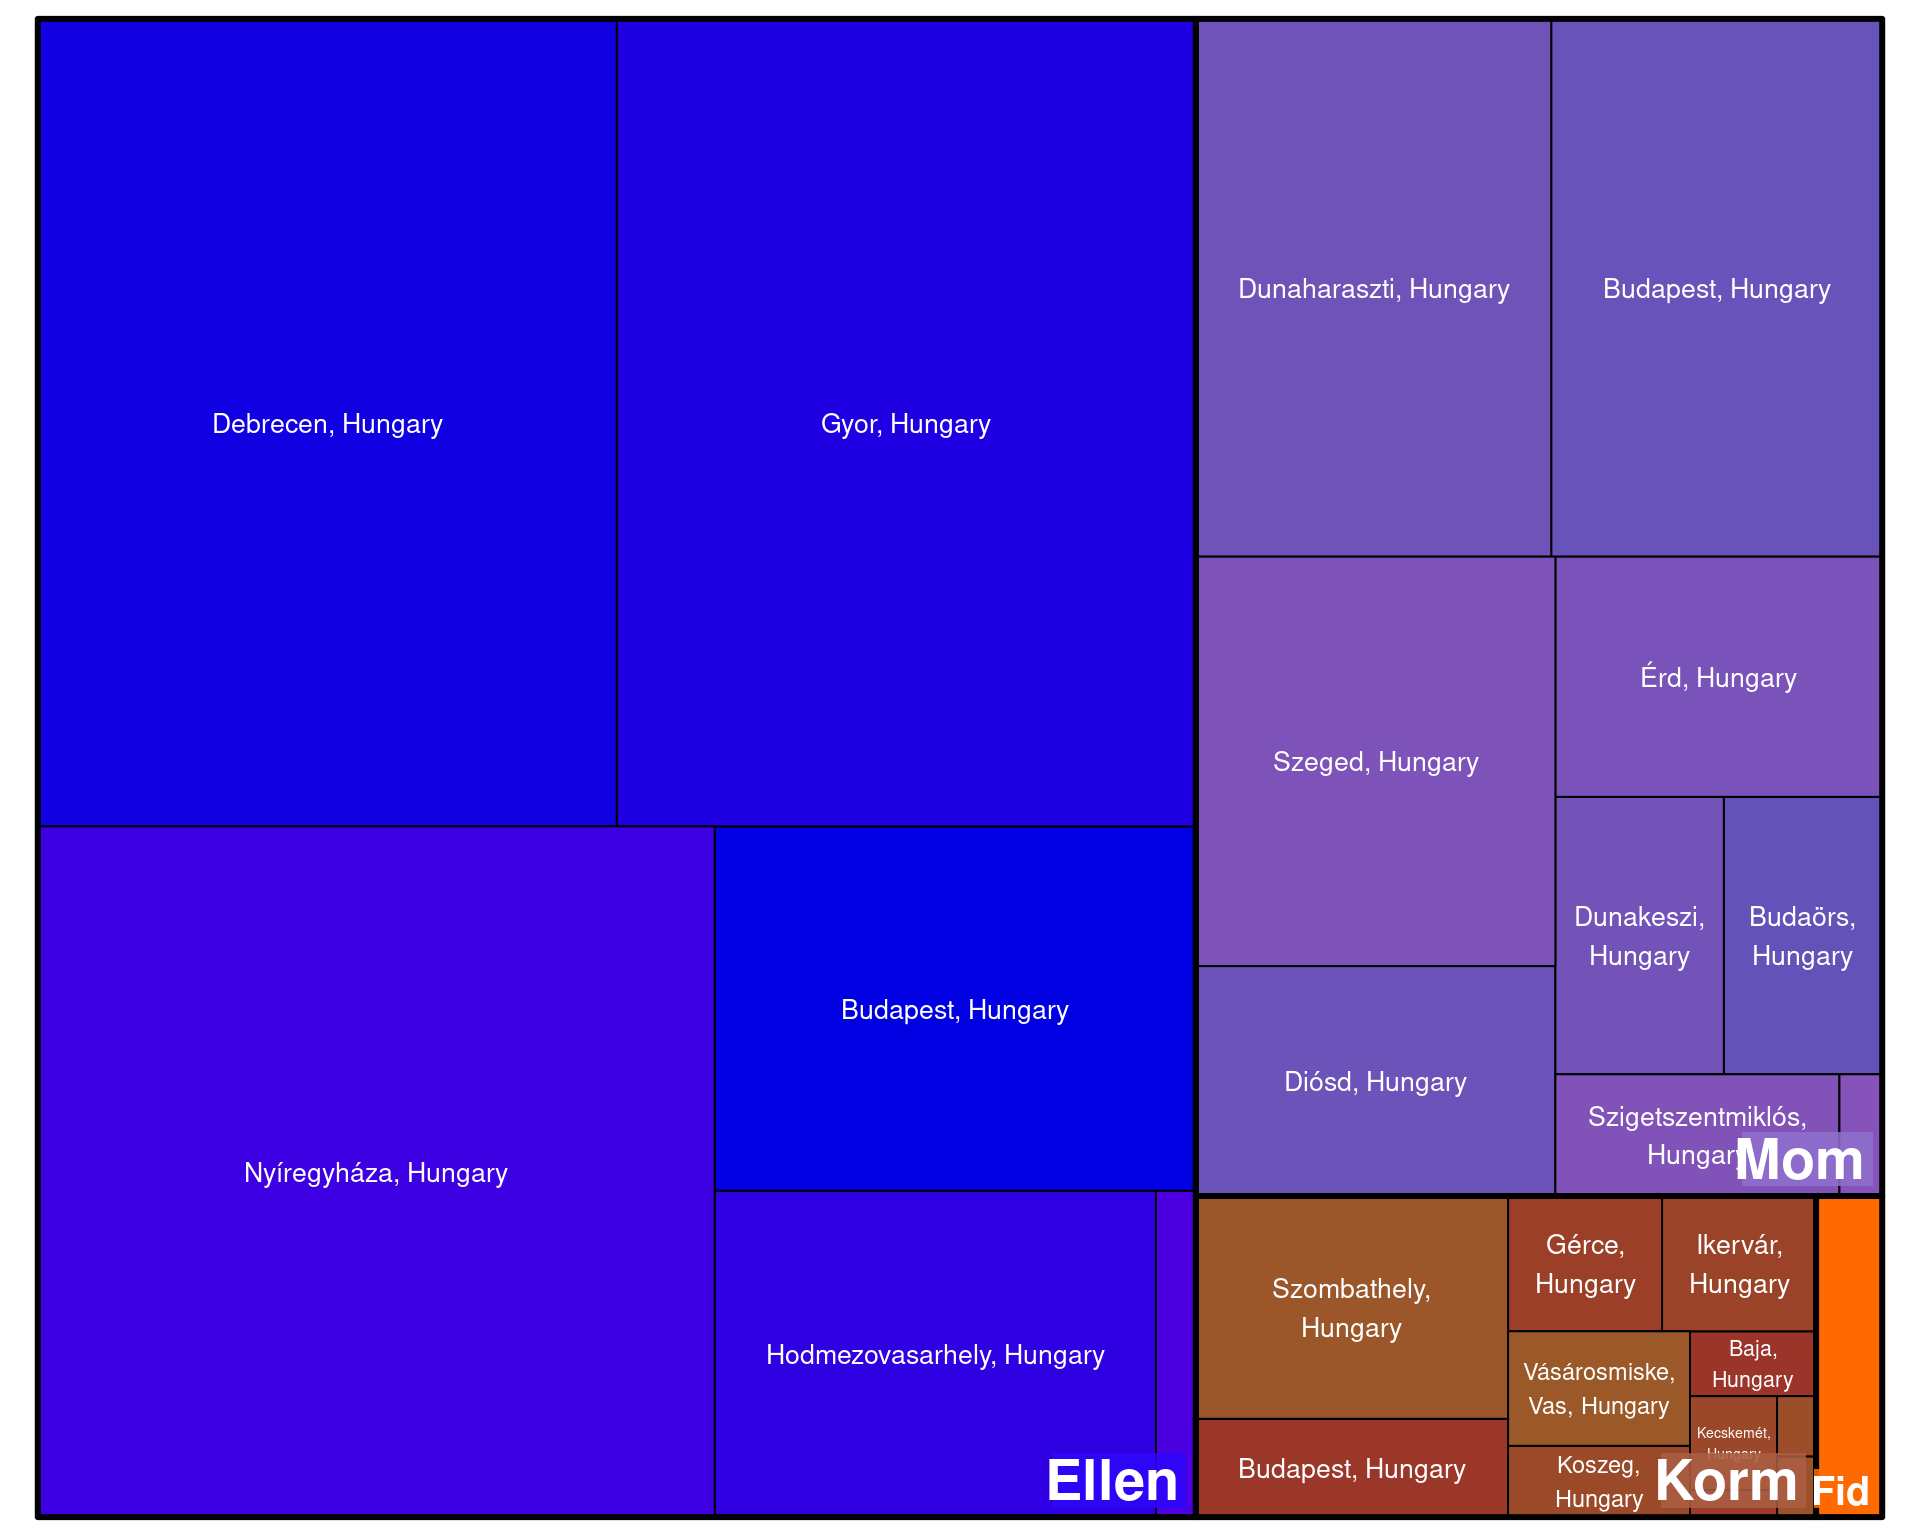 Debrecen, Hungary
Gyor, Hungary
Nyíregyháza, Hungary
Budapest, Hungary
Hodmezovasarhely, Hungary
Ellen
Dunaharaszti, Hungary
Budapest, Hungary
Szeged, Hungary
Érd, Hungary
Diósd, Hungary
Dunakeszi,
Hungary
Budaörs,
Hungary
Szigetszentmiklós,
Hungary
Mom
Szombathely,
Hungary
Budapest, Hungary
Gérce,
Hungary
Ikervár,
Hungary
Vásárosmiske,
Vas, Hungary
Baja,
Hungary
Kecskemét,
Hungary
Koszeg,
Hungary
Korm
Fid